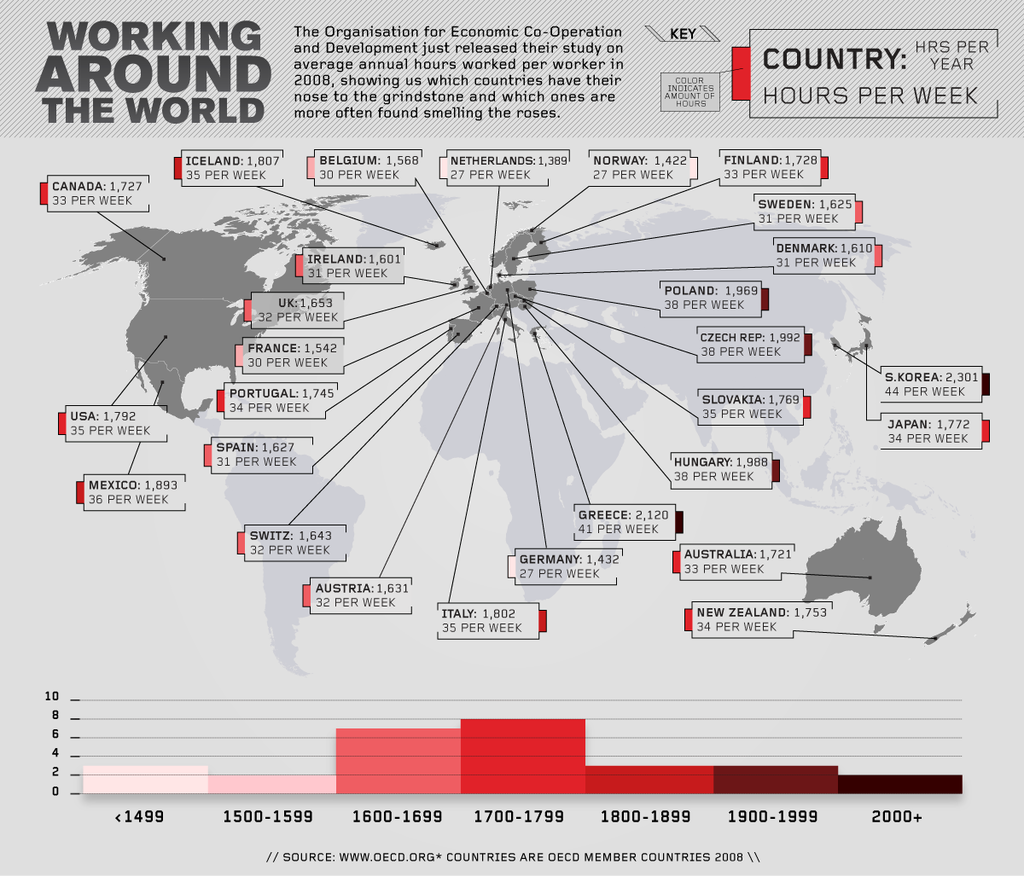 WORKING
AROUND
THE WORLD
The Organisation for Economic Co-Operation
and Development just released their study on
average annual hours worked per worker in
2008, showing us which countries have their
nose to the grindstone and which ones are
more often found smelling the roses.
KEY
COLOR
INDICATES
AMOUNT OF
HOURS
COUNTRY: HRS PER
YEAR
HOURS PER WEEK
ICELAND: 1,807
35 PER WEEK
BELGIUM: 1,568
30 PER WEEK
NETHERLANDS: 1,389
27 PER WEEK
NORWAY: 1,422
27 PER WEEK
FINLAND: 1,728
33 PER WEEK
CANADA: 1,727
33 PER WEEK
SWEDEN: 1,625
31 PER WEEK
IRELAND: 1,601
31 PER WEEK
DENMARK: 1,610
31 PER WEEK
UK: 1,653
32 PER WEEK
POLAND: 1,969
38 PER WEEK
FRANCE: 1,542
30 PER WEEK
CZECH REP: 1,992
38 PER WEEK
S.KOREA: 2,301
44 PER WEEK
PORTUGAL: 1,745
34 PER WEEK
SLOVAKIA: 1,769
35 PER WEEK
USA: 1,792
35 PER WEEK
JAPAN: 1,772
34 PER WEEK
SPAIN: 1,627
31 PER WEEK
HUNGARY: 1,988
38 PER WEEK
MEXICO: 1,893
36 PER WEEK
GREECE: 2,120
41 PER WEEK
SWITZ: 1,643
32 PER WEEK
GERMANY: 1,432
27 PER WEEK
AUSTRALIA: 1,721
33 PER WEEK
AUSTRIA: 1,631
32 PER WEEK
ITALY: 1,802
35 PER WEEK
NEW ZEALAND: 1,753
34 PER WEEK
10
8
6
4
2
0
<1499 1500-1599 1600-1699 1700-1799 1800-1899 1900-1999 2000+
// SOURCE: WWW.OECD.ORG* COUNTRIES ARE OECD MEMBER COUNTRIES 2008 \\